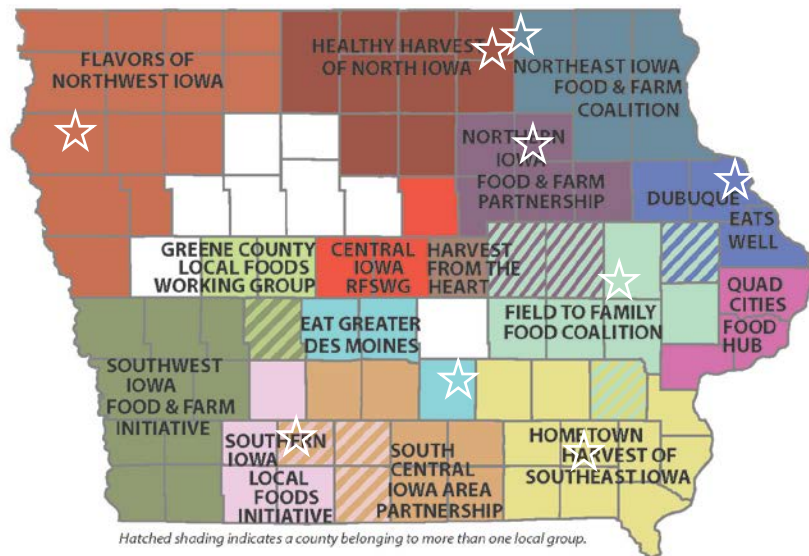 FLAVORS OF
NORTHWEST IOWA
HEALTHY HARVEST
OF NORTH IOWA
NORTHEAST IOWA
FOOD & FARM
COALITION
NORTHERN
IOWA
FOOD & FARM
PARTNERSHIP
DUBUQUE
EATS
WELL
GREENE COUNTY
LOCAL FOODS
WORKING GROUP
CENTRAL
IOWA
RFSWG
HARVEST
FROM THE
HEART
QUAD
CITIES
FOOD
HUB
EAT GREATER
DES MOINES
FIELD TO FAMILY
FOOD COALITION
SOUTHWEST
IOWA
FOOD & FARM
INITIATIVE
SOUTHERN
IOWA
LOCAL
FOODS
INITIATIVE
SOUTH
CENTRAL
IOWA AREA
PARTNERSHIP
HOMETOWN
HARVEST OF
SOUTHEAST IOWA
Hatched shading indicates a county belonging to more than one local group.